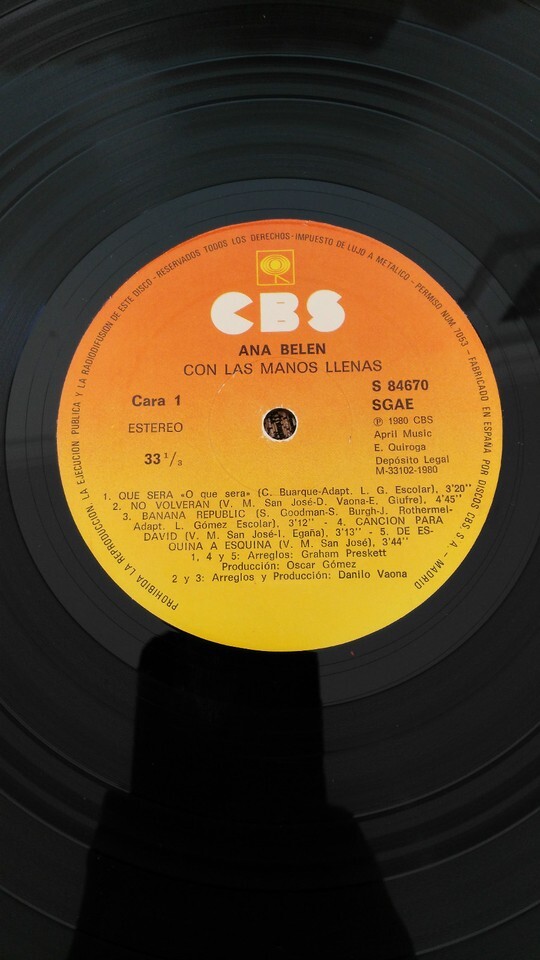 PROHIBIDA LA REPRODUCCION, LA EJECUCION PUBLICA Y LA RADIODIFUSION DE ESTE DISCO - RESERVADOS TODOS LOS DERECHOS - IMPUESTO DE LUJO A METALICO - PERMISO NUM. 7053 - FABRICADO EN ESPAÑA POR DISCOS CBS, S. A. - MADRID
CBS
ANA BELEN
CON LAS MANOS LLENAS
S 84670
Cara 1
SGAE
ESTEREO
℗ 1980 CBS
April Music
33 1/3
E. Quiroga
Depósito Legal
M-33102-1980
1. QUE SERA «O que sera» (C. Buarque-Adapt. L. G. Escolar), 3'20''
2. NO VOLVERAN (V. M. San José-D. Vaona-E. Giufre), 4'45''
3. BANANA REPUBLIC (S. Goodman-S. Burgh-J. Rothermel-
Adapt. L. Gómez Escolar), 3'12'' - 4. CANCION PARA
DAVID (V. M. San José-I. Egaña), 3'13'' - 5. DE ES-
QUINA A ESQUINA (V. M. San José), 3'44''
1, 4 y 5: Arreglos: Graham Preskett
Producción: Oscar Gómez
2 y 3: Arreglos y Producción: Danilo Vaona